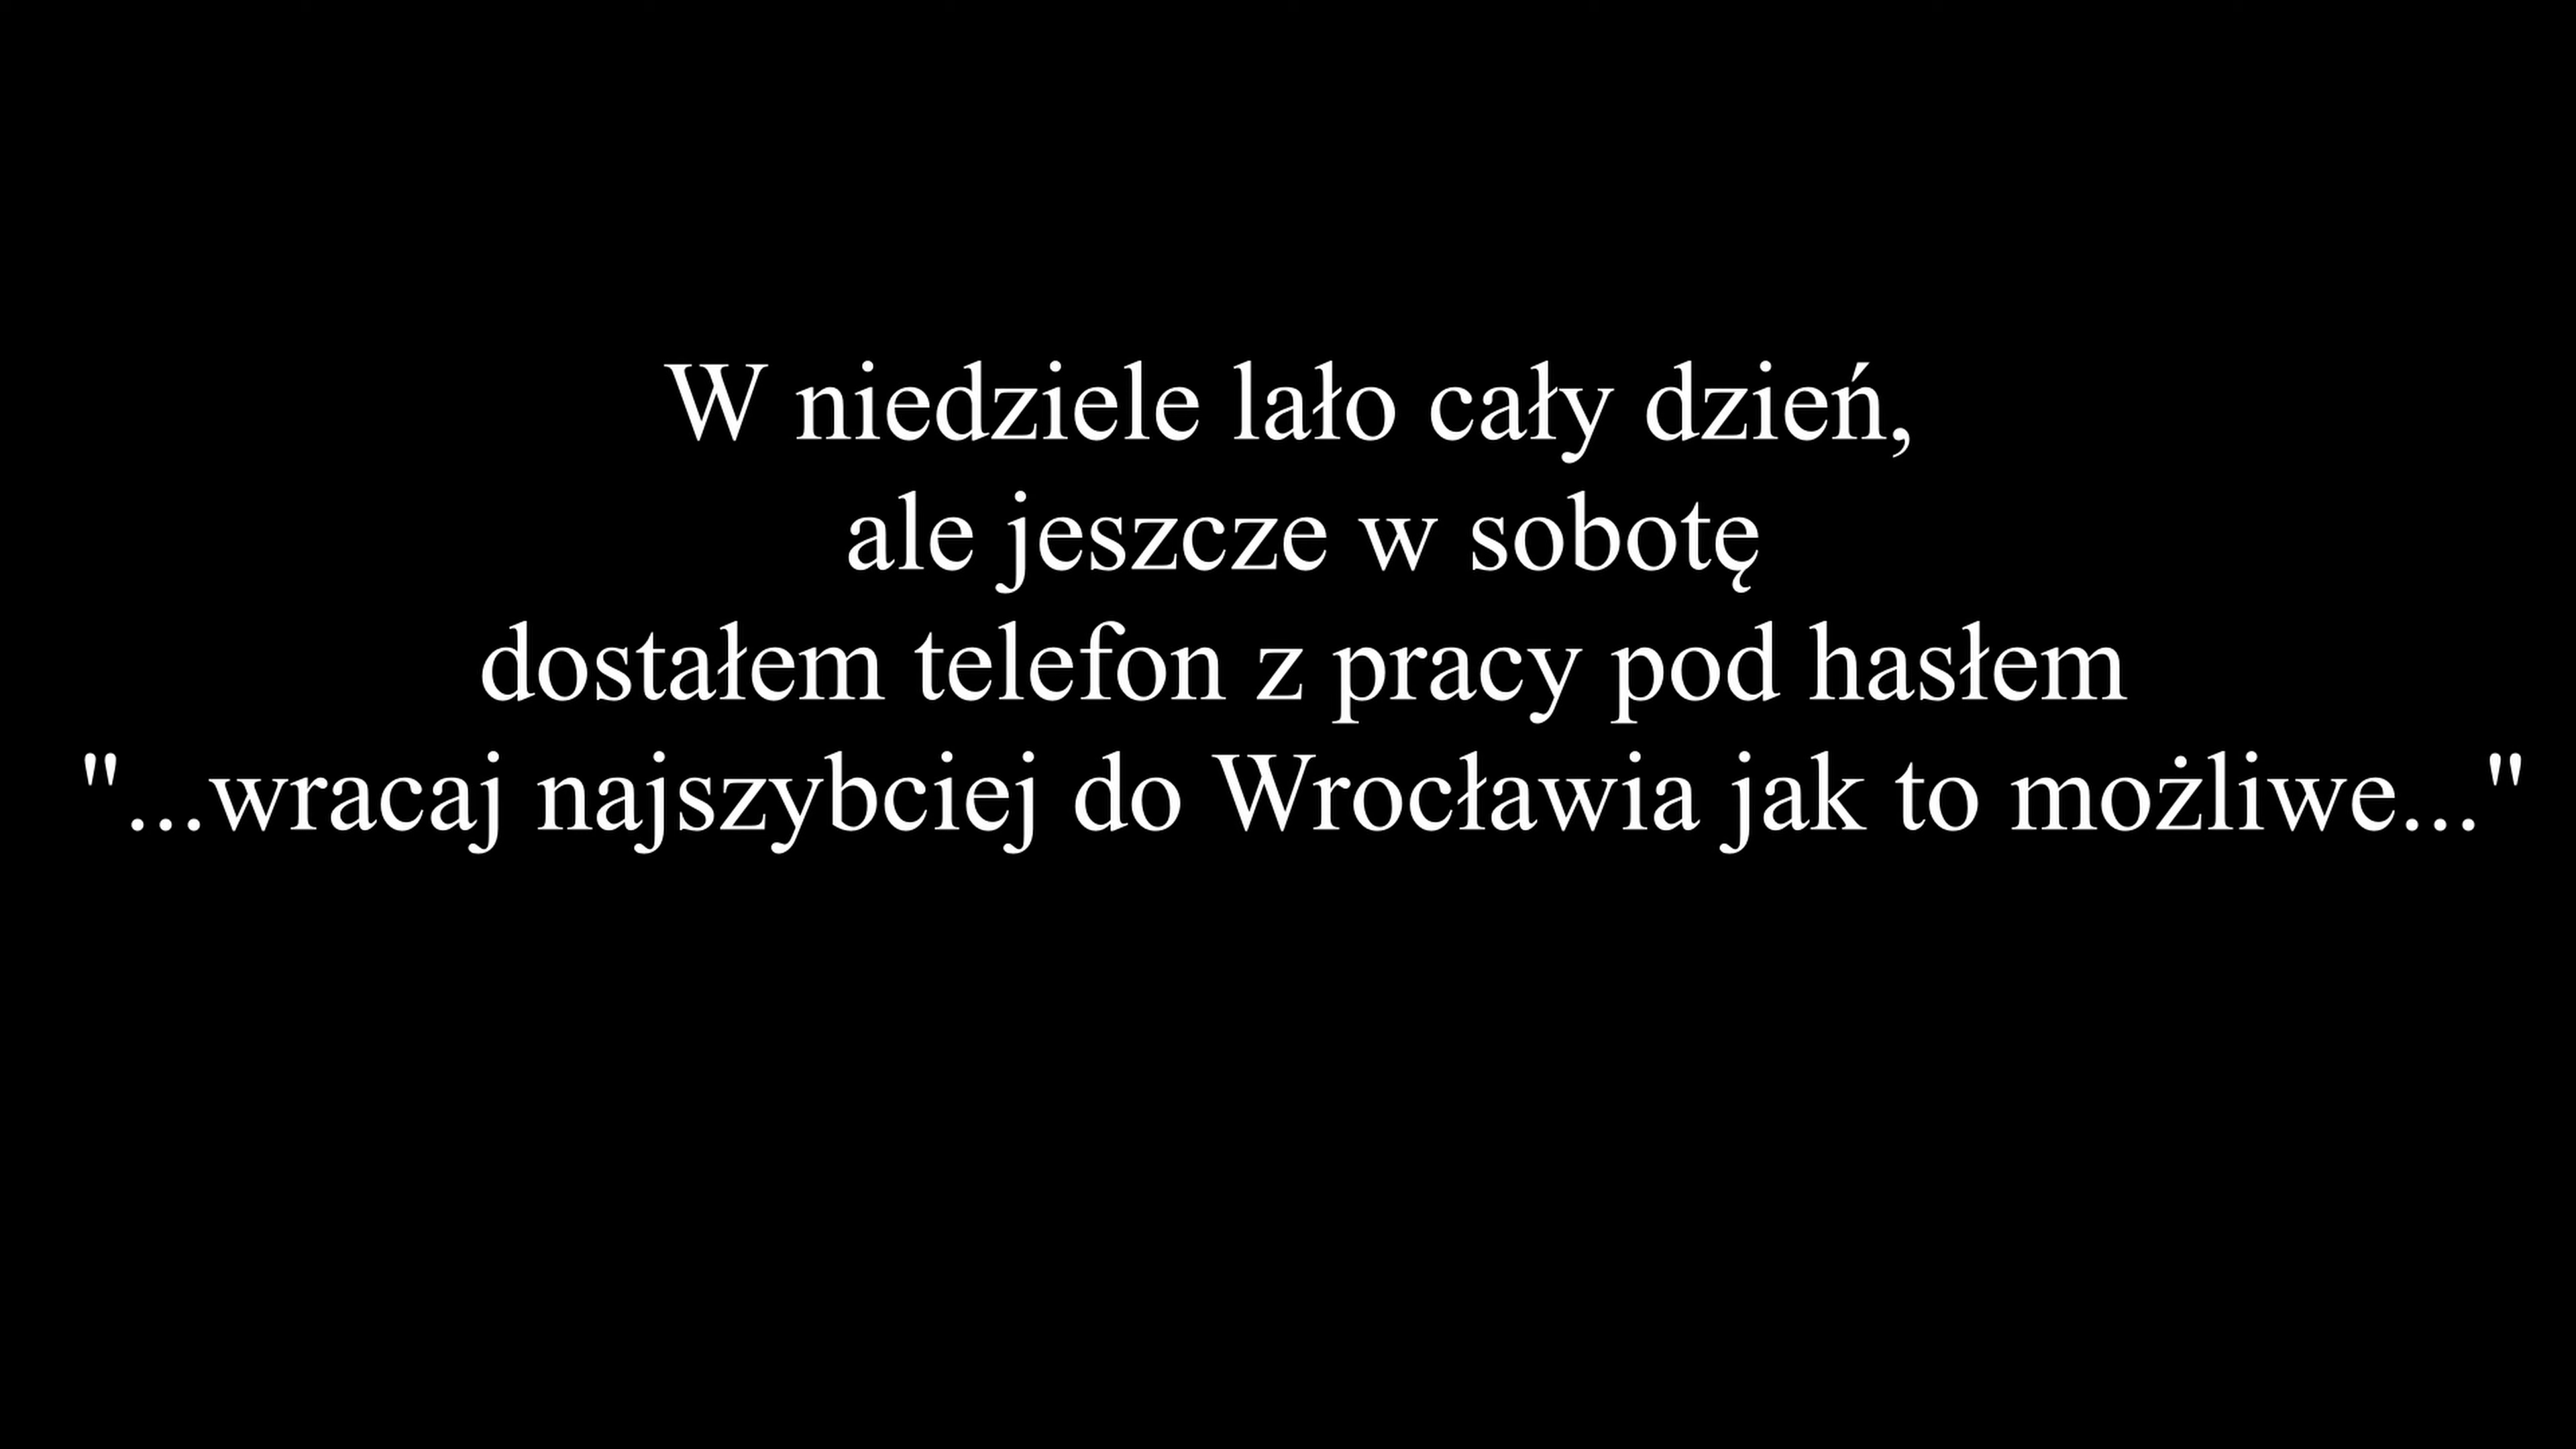 W niedziele lało cały dzień,
ale jeszcze w sobotę
dostałem telefon z pracy pod hasłem
"...wracaj najszybciej do Wrocławia jak to możliwe..."